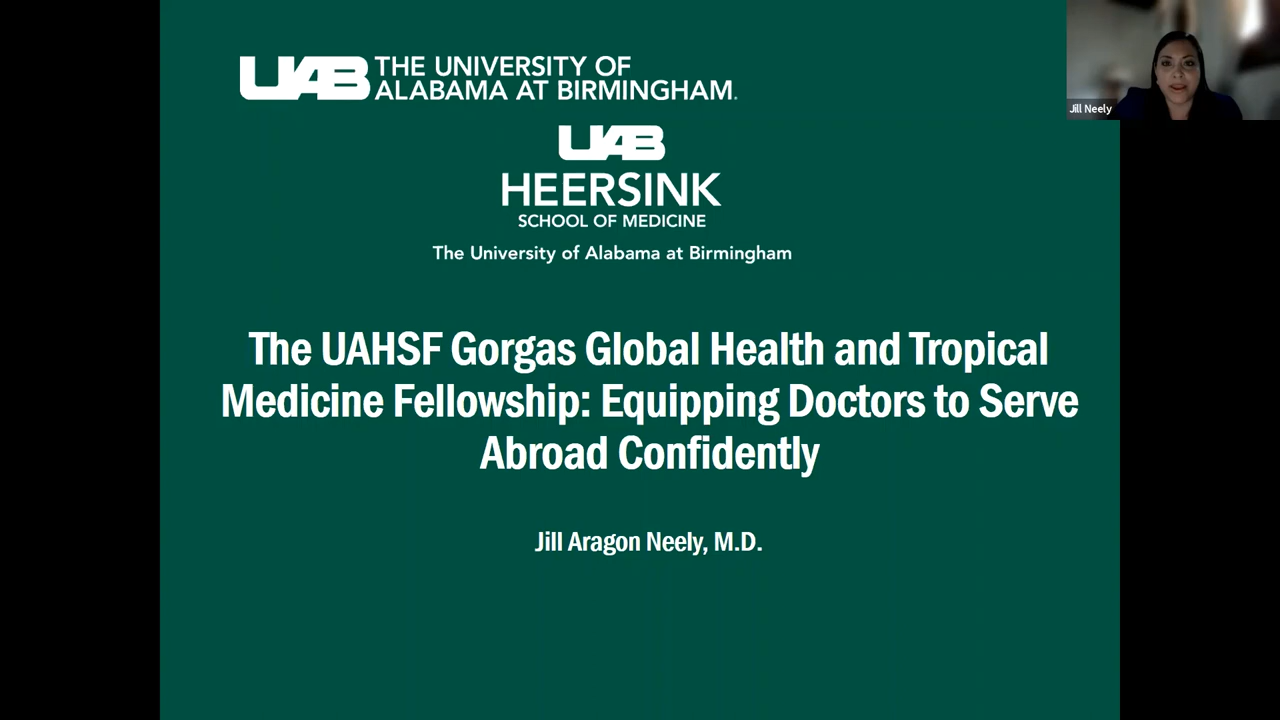 UAB THE UNIVERSITY OF
ALABAMA AT BIRMINGHAM.
Jill Neely
UAB
HEERSINK
SCHOOL OF MEDICINE
The University of Alabama at Birmingham
The UAHSF Gorgas Global Health and Tropical
Medicine Fellowship: Equipping Doctors to Serve
Abroad Confidently
Jill Aragon Neely, M.D.